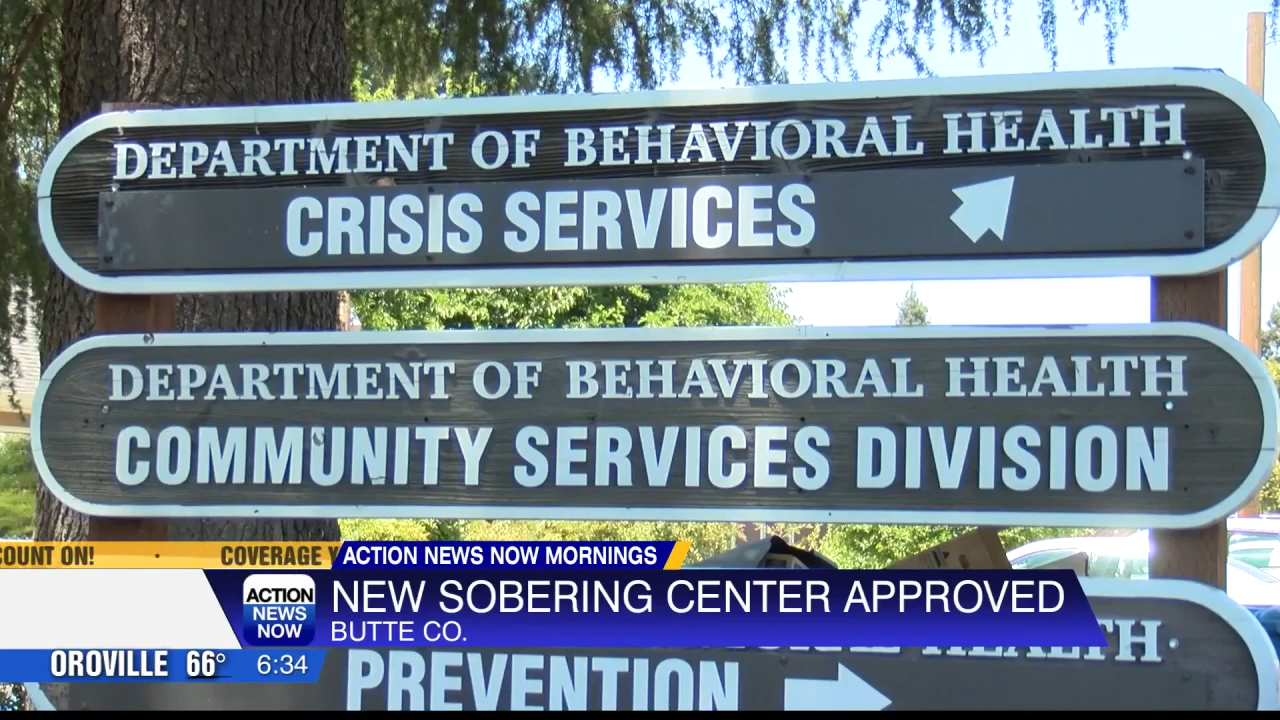 DEPARTMENT OF BEHAVIORAL HEALTH
CRISIS SERVICES
DEPARTMENT OF BEHAVIORAL HEALTH
COMMUNITY SERVICES DIVISION
COUNT ON! · COVERAGE
ACTION NEWS NOW MORNINGS
ACTION
NEWS
NOW
NEW SOBERING CENTER APPROVED
BUTTE CO.
HEALTH
OROVILLE 66° 6:34
PREVENTION